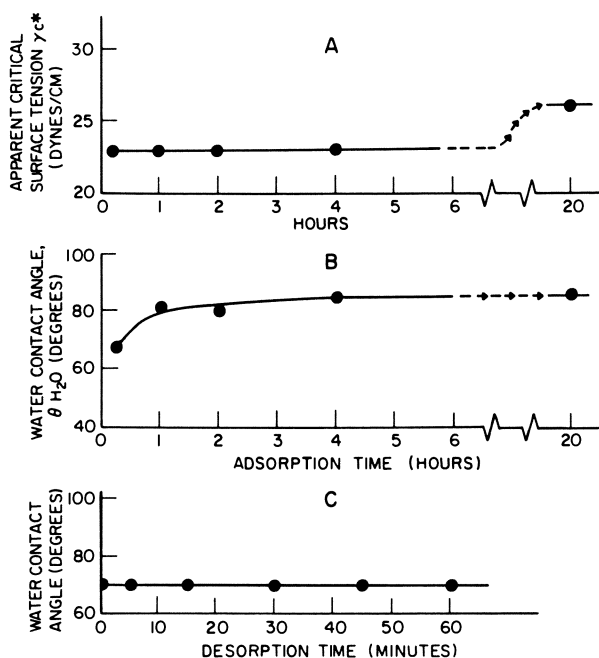 APPARENT CRITICAL
SURFACE TENSION γc*
(DYNES/CM)
A
30
25
20
0 1 2 3 4 5 6 20
HOURS
WATER CONTACT ANGLE,
θ H₂O (DEGREES)
B
100
80
60
40
0 1 2 3 4 5 6 20
ADSORPTION TIME (HOURS)
WATER CONTACT
ANGLE (DEGREES)
C
100
80
60
0 10 20 30 40 50 60
DESORPTION TIME (MINUTES)